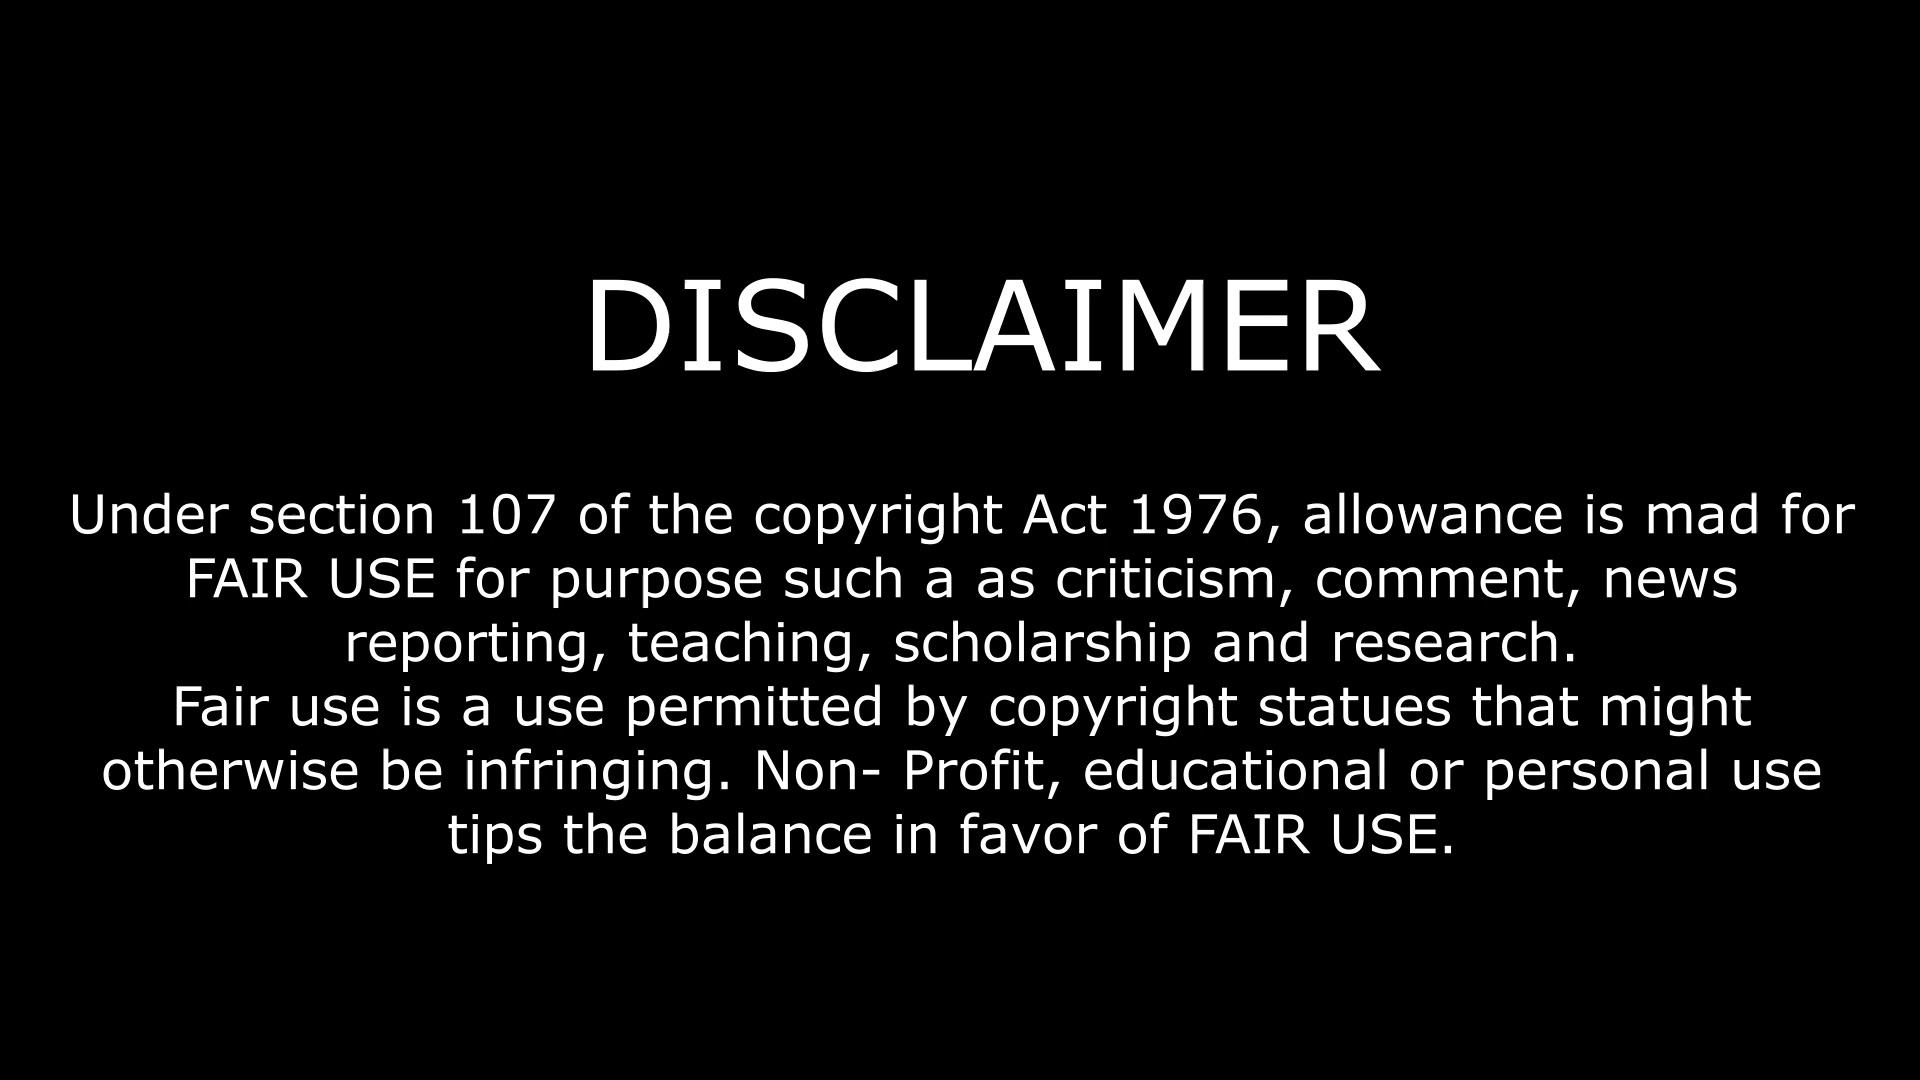 DISCLAIMER
Under section 107 of the copyright Act 1976, allowance is mad for
FAIR USE for purpose such a as criticism, comment, news
reporting, teaching, scholarship and research.
Fair use is a use permitted by copyright statues that might
otherwise be infringing. Non- Profit, educational or personal use
tips the balance in favor of FAIR USE.